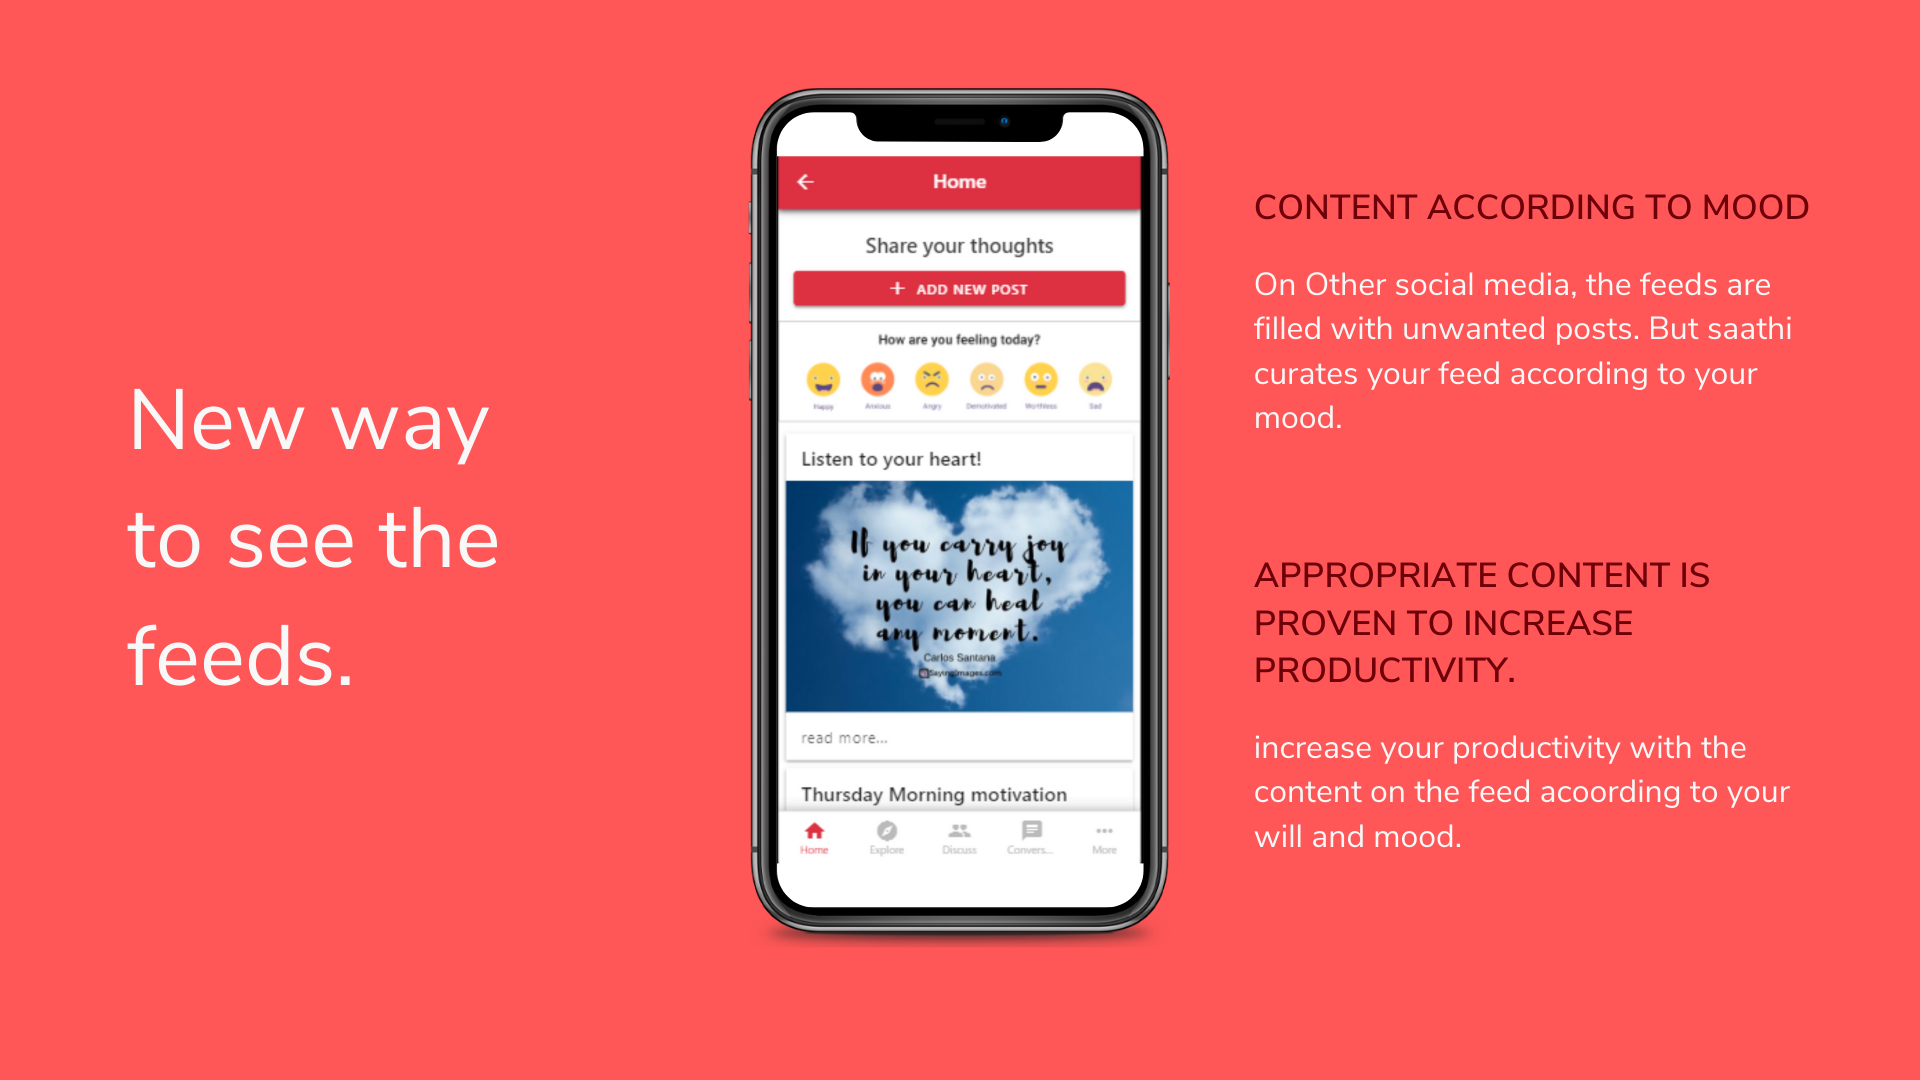 New way
to see the
feeds.
Home
Share your thoughts
+ ADD NEW POST
How are you feeling today?
Happy Anxious Angry Demotivated Worthless Sad
Listen to your heart!
If you carry joy
in your heart,
you can heal
any moment.
Carlos Santana
SayingImages.com
read more...
Thursday Morning motivation
Home Explore Discuss Convers... More
CONTENT ACCORDING TO MOOD
On Other social media, the feeds are
filled with unwanted posts. But saathi
curates your feed according to your
mood.
APPROPRIATE CONTENT IS
PROVEN TO INCREASE
PRODUCTIVITY.
increase your productivity with the
content on the feed acoording to your
will and mood.